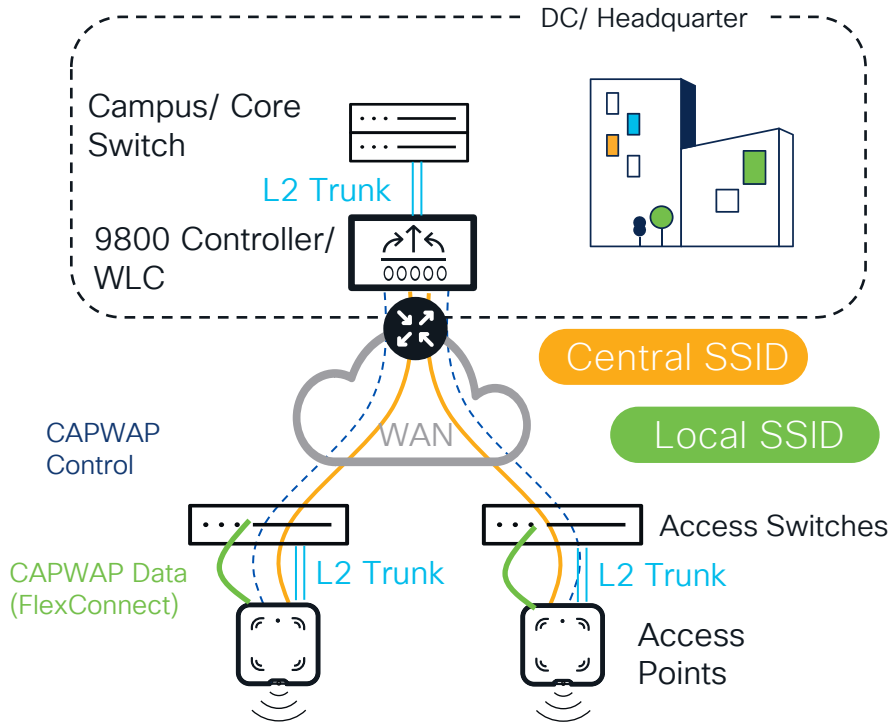 DC/ Headquarter
Campus/ Core
Switch
L2 Trunk
9800 Controller/
WLC
Central SSID
Local SSID
WAN
CAPWAP
Control
Access Switches
CAPWAP Data
(FlexConnect)
L2 Trunk
L2 Trunk
Access
Points